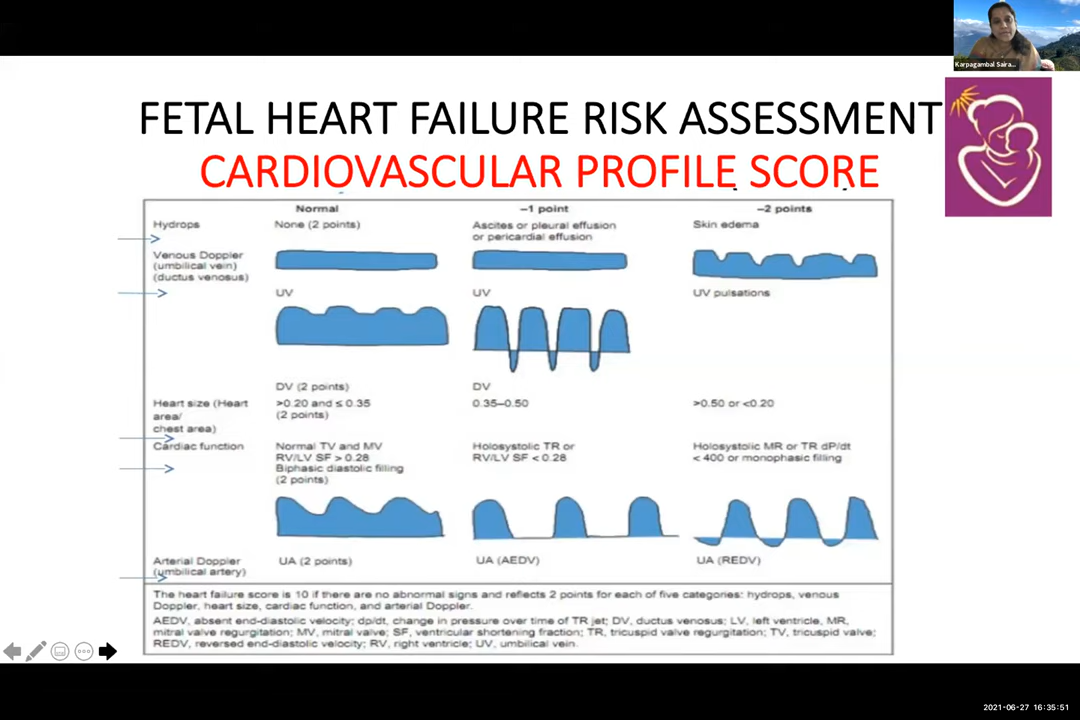 Karpagambal Saira...
FETAL HEART FAILURE RISK ASSESSMENT
CARDIOVASCULAR PROFILE SCORE
Normal –1 point –2 points
Hydrops None (2 points) Ascites or pleural effusion Skin edema
or pericardial effusion
Venous Doppler
(umbilical vein)
(ductus venosus)
UV UV UV pulsations
DV (2 points) DV
Heart size (Heart >0.20 and ≤ 0.35 0.35–0.50 >0.50 or <0.20
area/ (2 points)
chest area)
Cardiac function Normal TV and MV Holosystolic TR or Holosystolic MR or TR dP/dt
RV/LV SF > 0.28 RV/LV SF < 0.28 < 400 or monophasic filling
Biphasic diastolic filling
(2 points)
Arterial Doppler UA (2 points) UA (AEDV) UA (REDV)
(umbilical artery)
The heart failure score is 10 if there are no abnormal signs and reflects 2 points for each of five categories: hydrops, venous
Doppler, heart size, cardiac function, and arterial Doppler.
AEDV, absent end-diastolic velocity; dp/dt, change in pressure over time of TR jet; DV, ductus venosus; LV, left ventricle, MR,
mitral valve regurgitation; MV, mitral valve; SF, ventricular shortening fraction; TR, tricuspid valve regurgitation; TV, tricuspid valve;
REDV, reversed end-diastolic velocity; RV, right ventricle; UV, umbilical vein.
2021-06-27 16:35:51